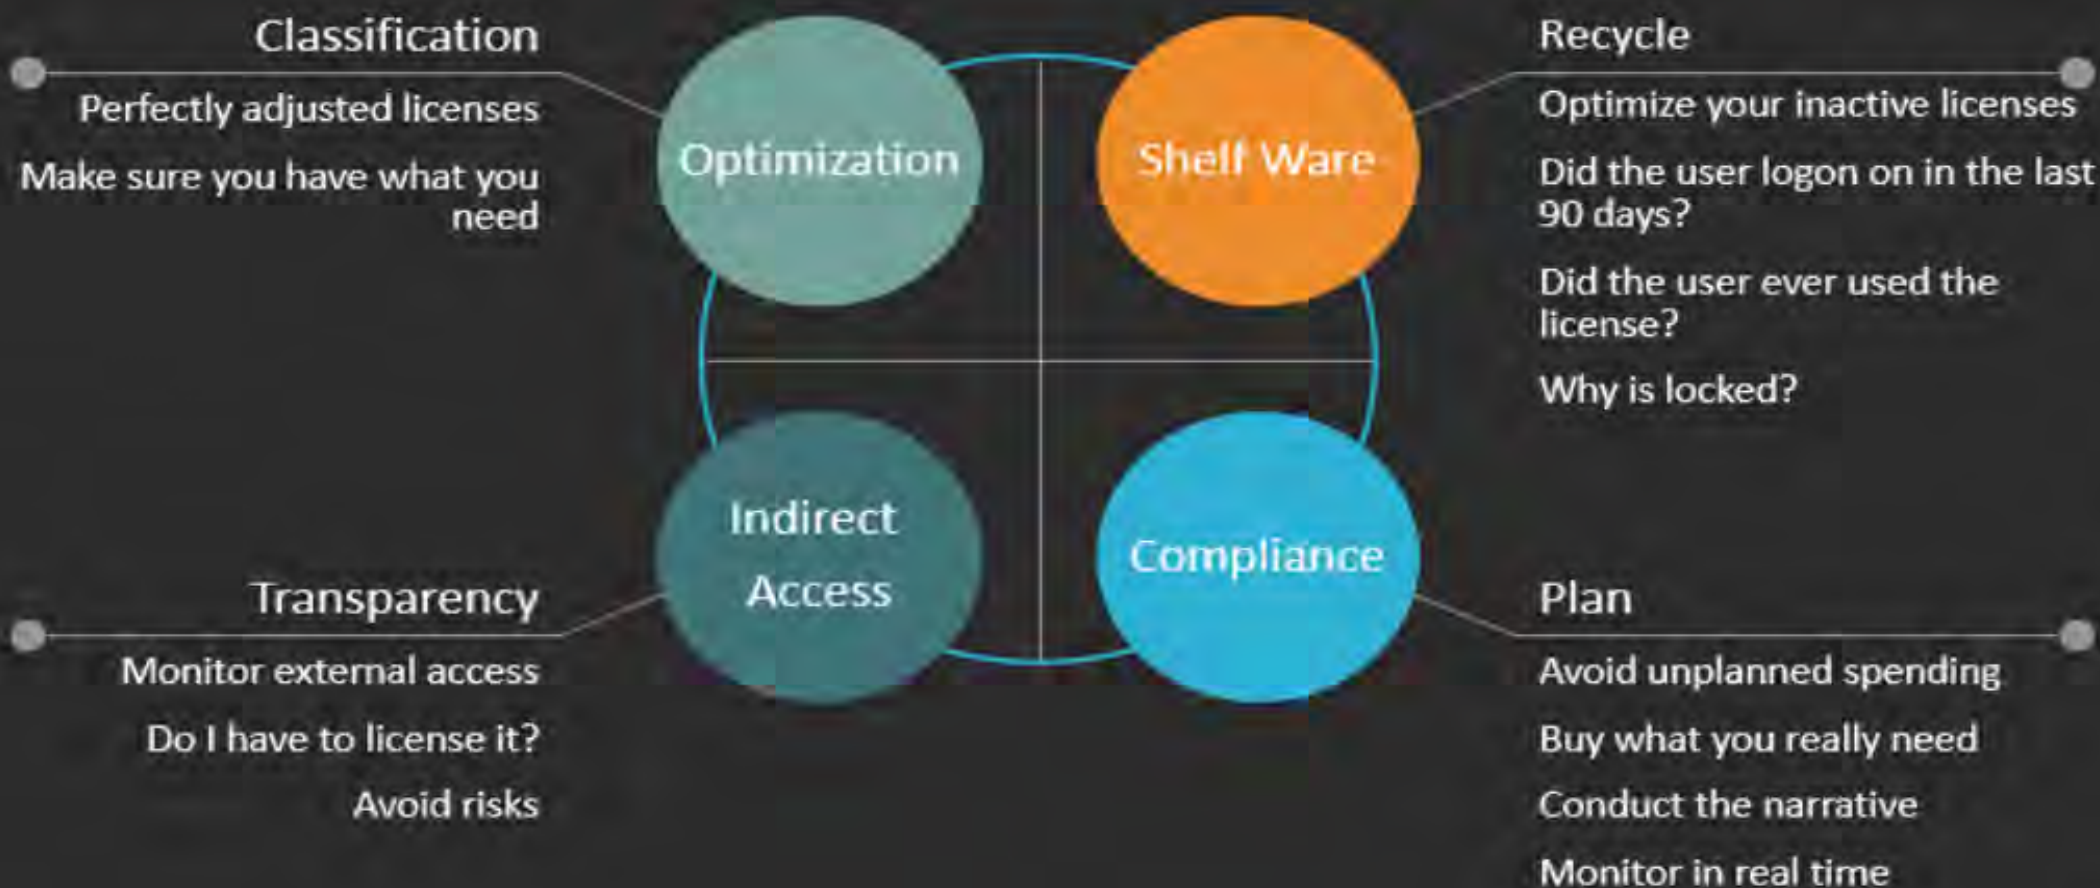 Classification
Perfectly adjusted licenses
Make sure you have what you
need
Optimization
Shelf Ware
Recycle
Optimize your inactive licenses
Did the user logon on in the last
90 days?
Did the user ever used the
license?
Why is locked?
Transparency
Monitor external access
Do I have to license it?
Avoid risks
Indirect
Access
Compliance
Plan
Avoid unplanned spending
Buy what you really need
Conduct the narrative
Monitor in real time